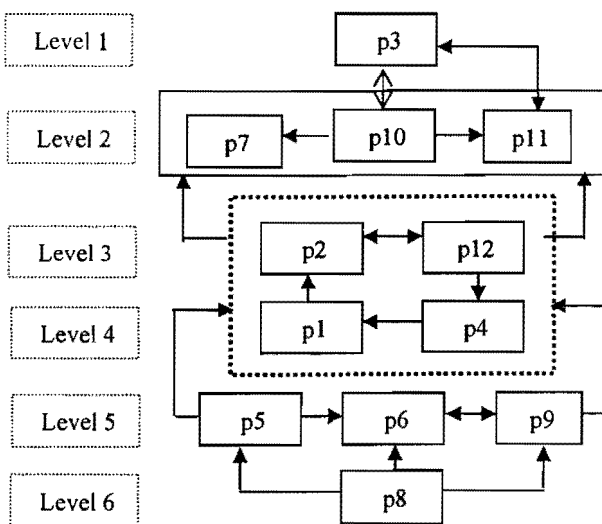 Level 1
p3
Level 2
p7
p10
p11
Level 3
p2
p12
Level 4
p1
p4
Level 5
p5
p6
p9
Level 6
p8